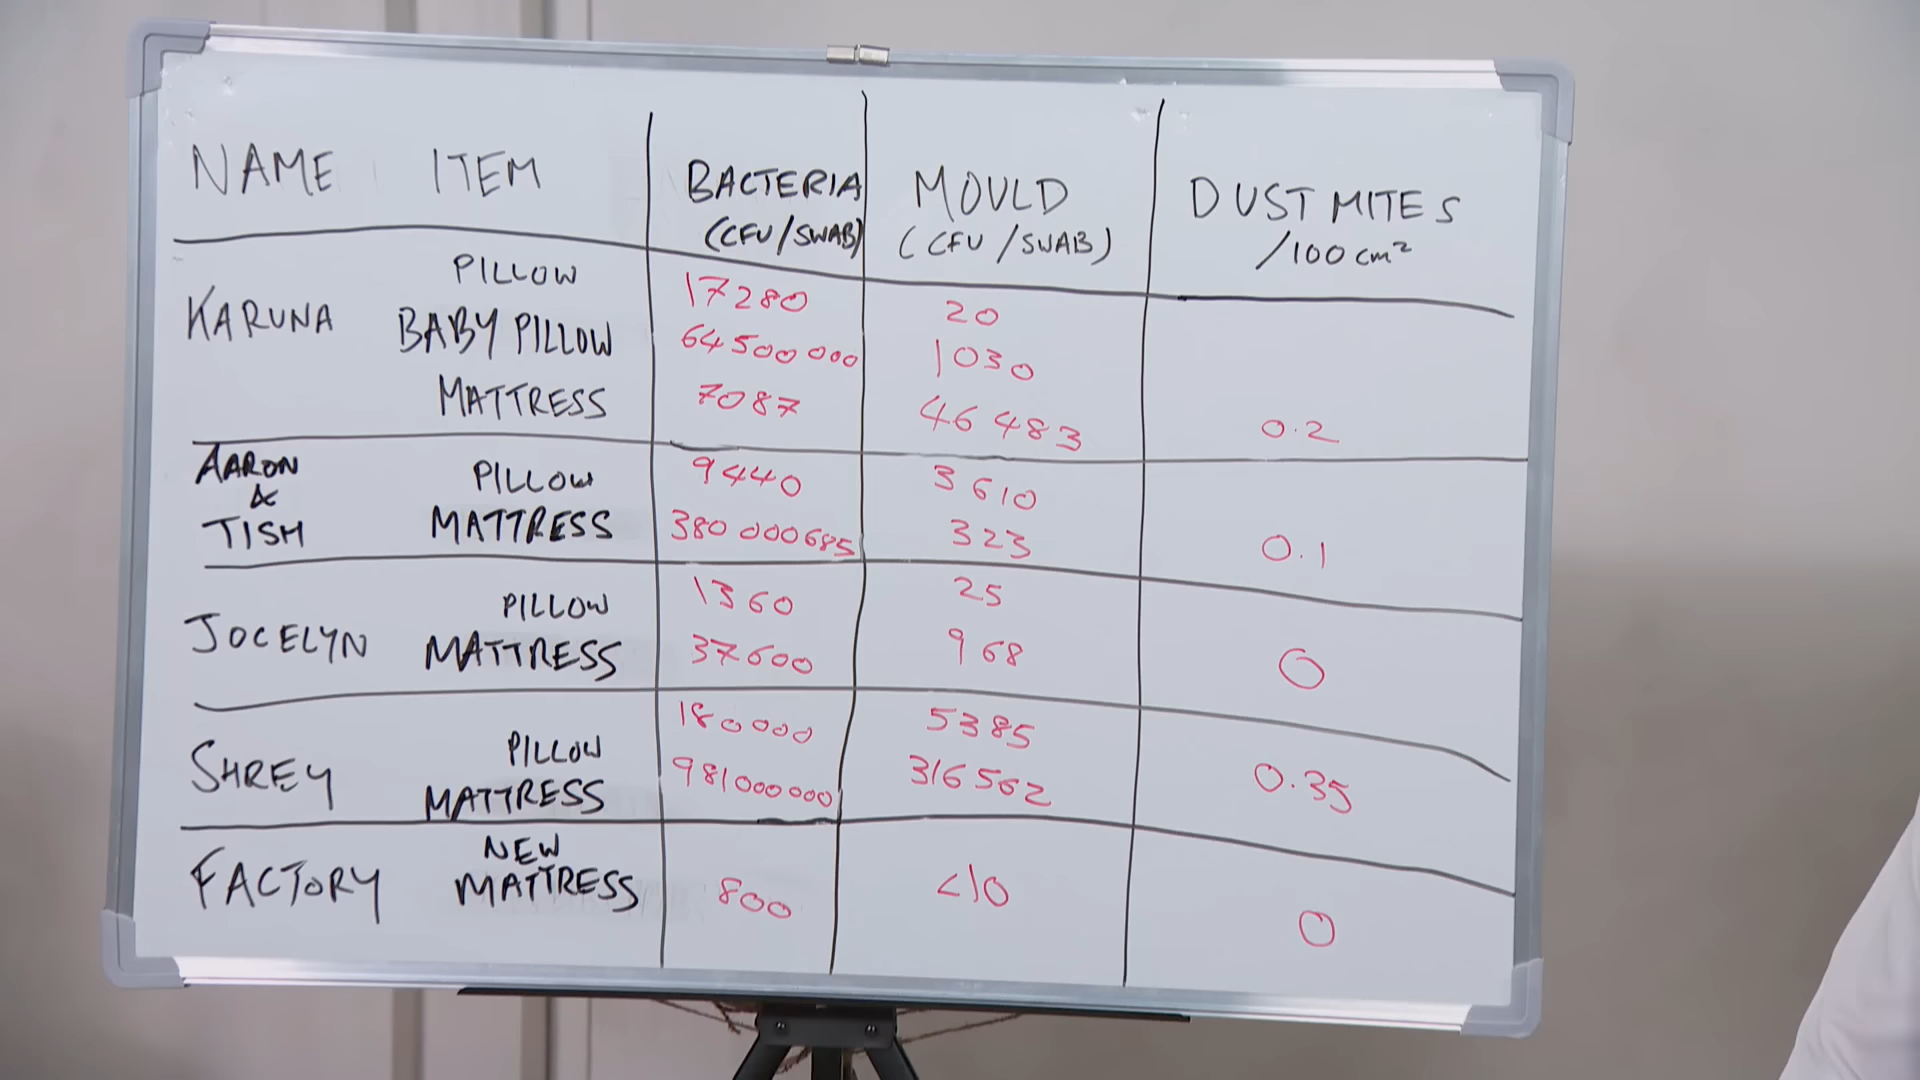 NAME ITEM BACTERIA (CFU/SWAB) MOULD (CFU/SWAB) DUST MITES /100 cm²
KARUNA PILLOW 17280 20
BABY PILLOW 64500000 1030
MATTRESS 7087 46483 0.2
AARON & TISH PILLOW 9440 3610
MATTRESS 380000685 323 0.1
JOCELYN PILLOW 1360 25
MATTRESS 37600 968 0
SHREY PILLOW 180000 5385
MATTRESS 981000000 316562 0.35
FACTORY NEW MATTRESS 800 <10 0